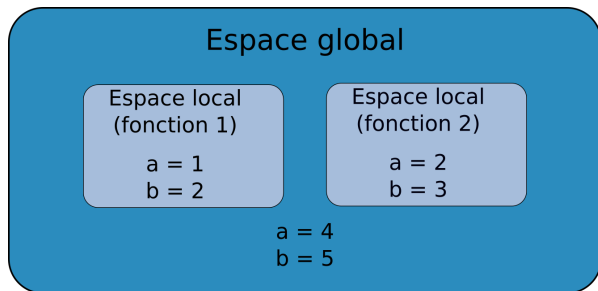 Espace global
Espace local
(fonction 1)
a = 1
b = 2
Espace local
(fonction 2)
a = 2
b = 3
a = 4
b = 5